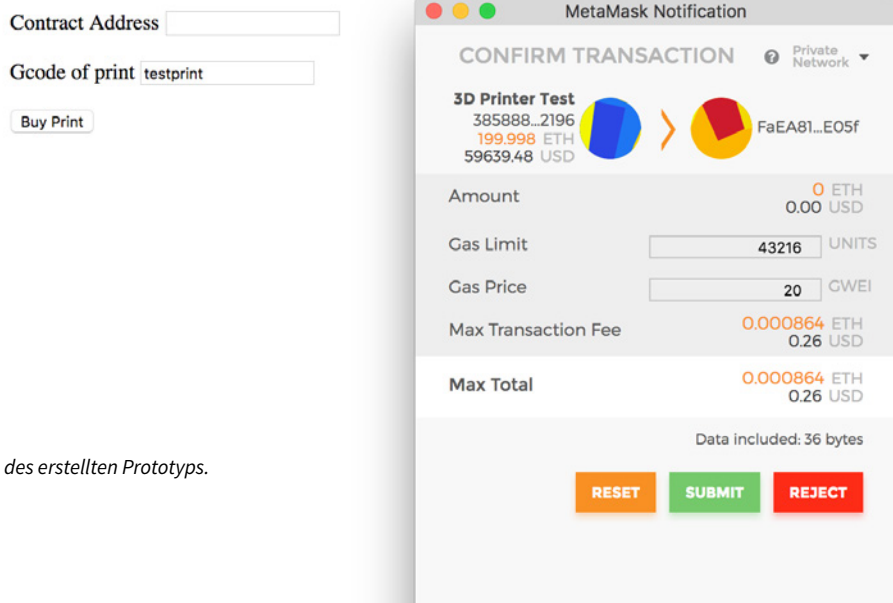 Contract Address
Gcode of print testprint
Buy Print
des erstellten Prototyps.
MetaMask Notification
CONFIRM TRANSACTION ? Private Network
3D Printer Test
385888...2196
199.998 ETH
59639.48 USD
FaEA81...E05f
Amount 0 ETH
0.00 USD
Gas Limit 43216 UNITS
Gas Price 20 GWEI
Max Transaction Fee 0.000864 ETH
0.26 USD
Max Total 0.000864 ETH
0.26 USD
Data included: 36 bytes
RESET SUBMIT REJECT